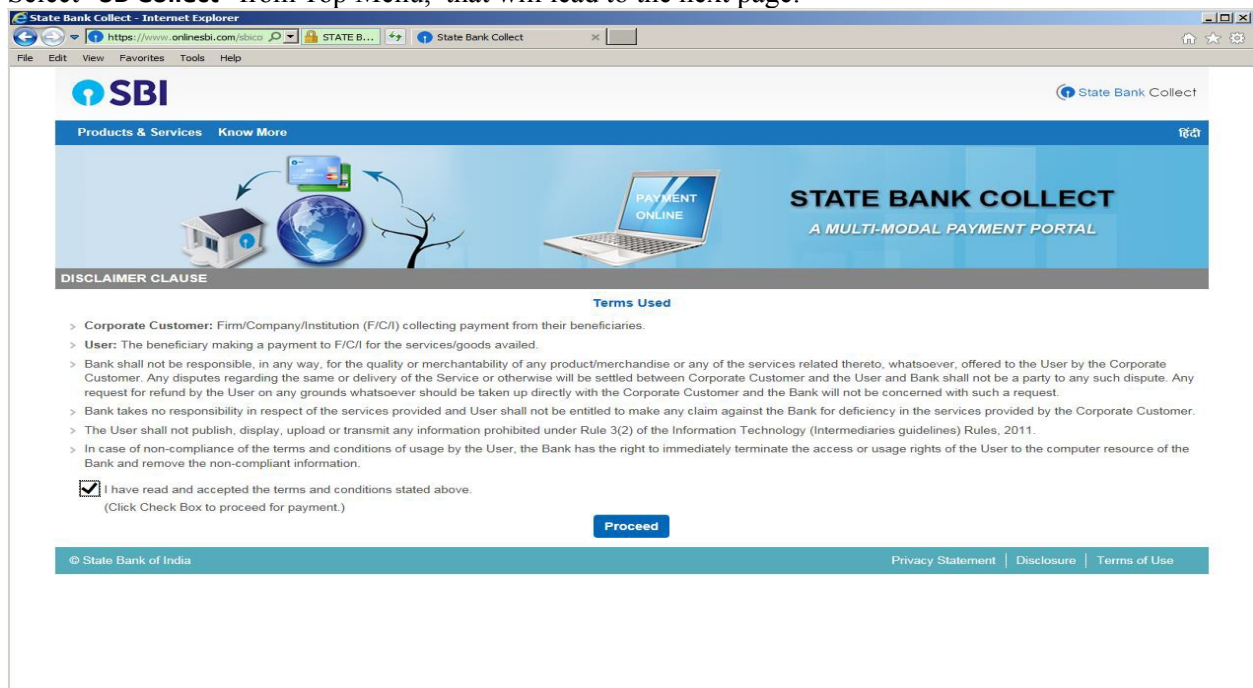 Select "SB Collect" from Top Menu, that will lead to the next page:
State Bank Collect - Internet Explorer
https://www.onlinesbi.com/sbico
STATE B...
State Bank Collect
File Edit View Favorites Tools Help
SBI
State Bank Collect
Products & Services Know More
हिंदी
PAYMENT
ONLINE
STATE BANK COLLECT
A MULTI-MODAL PAYMENT PORTAL
DISCLAIMER CLAUSE
Terms Used
> Corporate Customer: Firm/Company/Institution (F/C/I) collecting payment from their beneficiaries.
> User: The beneficiary making a payment to F/C/I for the services/goods availed.
> Bank shall not be responsible, in any way, for the quality or merchantability of any product/merchandise or any of the services related thereto, whatsoever, offered to the User by the Corporate
Customer. Any disputes regarding the same or delivery of the Service or otherwise will be settled between Corporate Customer and the User and Bank shall not be a party to any such dispute. Any
request for refund by the User on any grounds whatsoever should be taken up directly with the Corporate Customer and the Bank will not be concerned with such a request.
> Bank takes no responsibility in respect of the services provided and User shall not be entitled to make any claim against the Bank for deficiency in the services provided by the Corporate Customer.
> The User shall not publish, display, upload or transmit any information prohibited under Rule 3(2) of the Information Technology (Intermediaries guidelines) Rules, 2011.
> In case of non-compliance of the terms and conditions of usage by the User, the Bank has the right to immediately terminate the access or usage rights of the User to the computer resource of the
Bank and remove the non-compliant information.
I have read and accepted the terms and conditions stated above.
(Click Check Box to proceed for payment.)
Proceed
© State Bank of India
Privacy Statement | Disclosure | Terms of Use